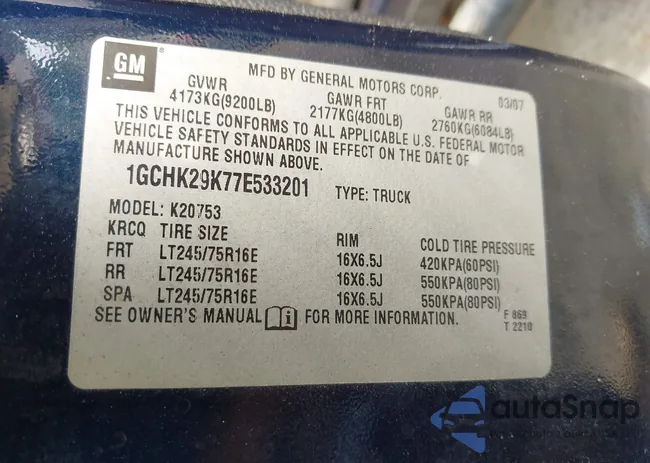 GM
MFD BY GENERAL MOTORS CORP. 03/07
GVWR GAWR FRT GAWR RR
4173KG(9200LB) 2177KG(4800LB) 2760KG(6084LB)
THIS VEHICLE CONFORMS TO ALL APPLICABLE U.S. FEDERAL MOTOR
VEHICLE SAFETY STANDARDS IN EFFECT ON THE DATE OF
MANUFACTURE SHOWN ABOVE.
1GCHK29K77E533201 TYPE: TRUCK
MODEL: K20753
KRCQ TIRE SIZE RIM COLD TIRE PRESSURE
FRT LT245/75R16E 16X6.5J 420KPA(60PSI)
RR LT245/75R16E 16X6.5J 550KPA(80PSI)
SPA LT245/75R16E 16X6.5J 550KPA(80PSI)
SEE OWNER'S MANUAL FOR MORE INFORMATION. F 869
T 2210
autoSnap